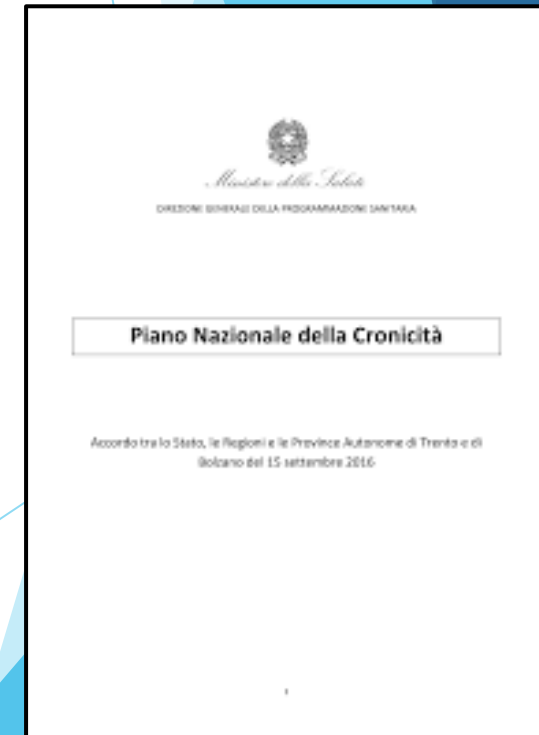 Ministero della Salute
DIREZIONE GENERALE DELLA PROGRAMMAZIONE SANITARIA
Piano Nazionale della Cronicità
Accordo tra lo Stato, le Regioni e le Province Autonome di Trento e di
Bolzano del 15 settembre 2016
1